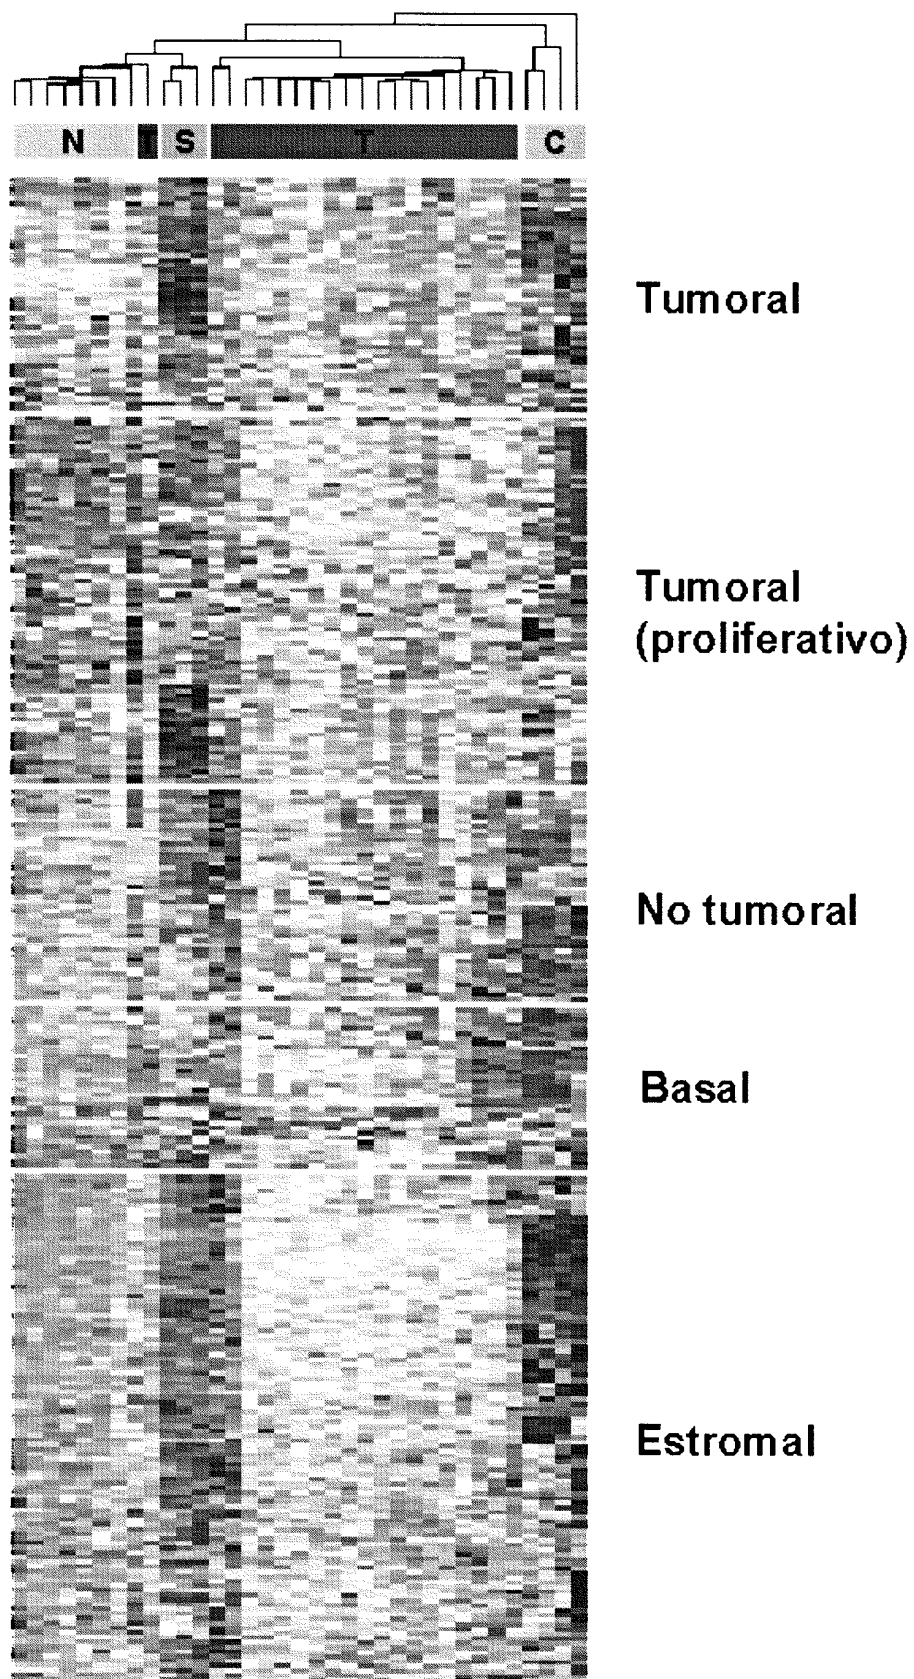 N T S T C
Tumoral
Tumoral
(proliferativo)
No tumoral
Basal
Estromal